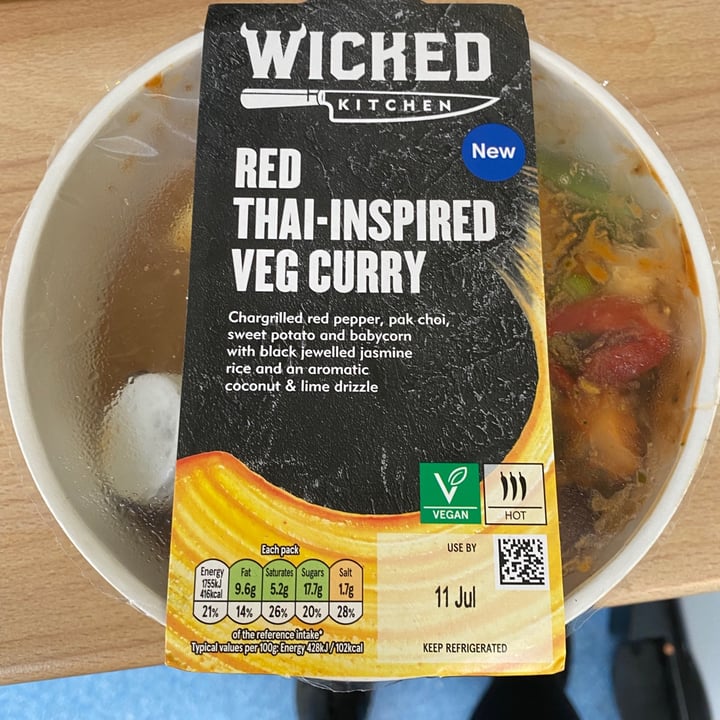 WICKED
KITCHEN
New
RED
THAI-INSPIRED
VEG CURRY
Chargrilled red pepper, pak choi,
sweet potato and babycorn
with black jewelled jasmine
rice and an aromatic
coconut & lime drizzle
V
VEGAN
HOT
Each pack
Energy Fat Saturates Sugars Salt
1755kJ
416kcal 9.6g 5.2g 17.7g 1.7g
21% 14% 26% 20% 28%
of the reference intake*
Typical values per 100g: Energy 428kJ / 102kcal
USE BY
11 Jul
KEEP REFRIGERATED